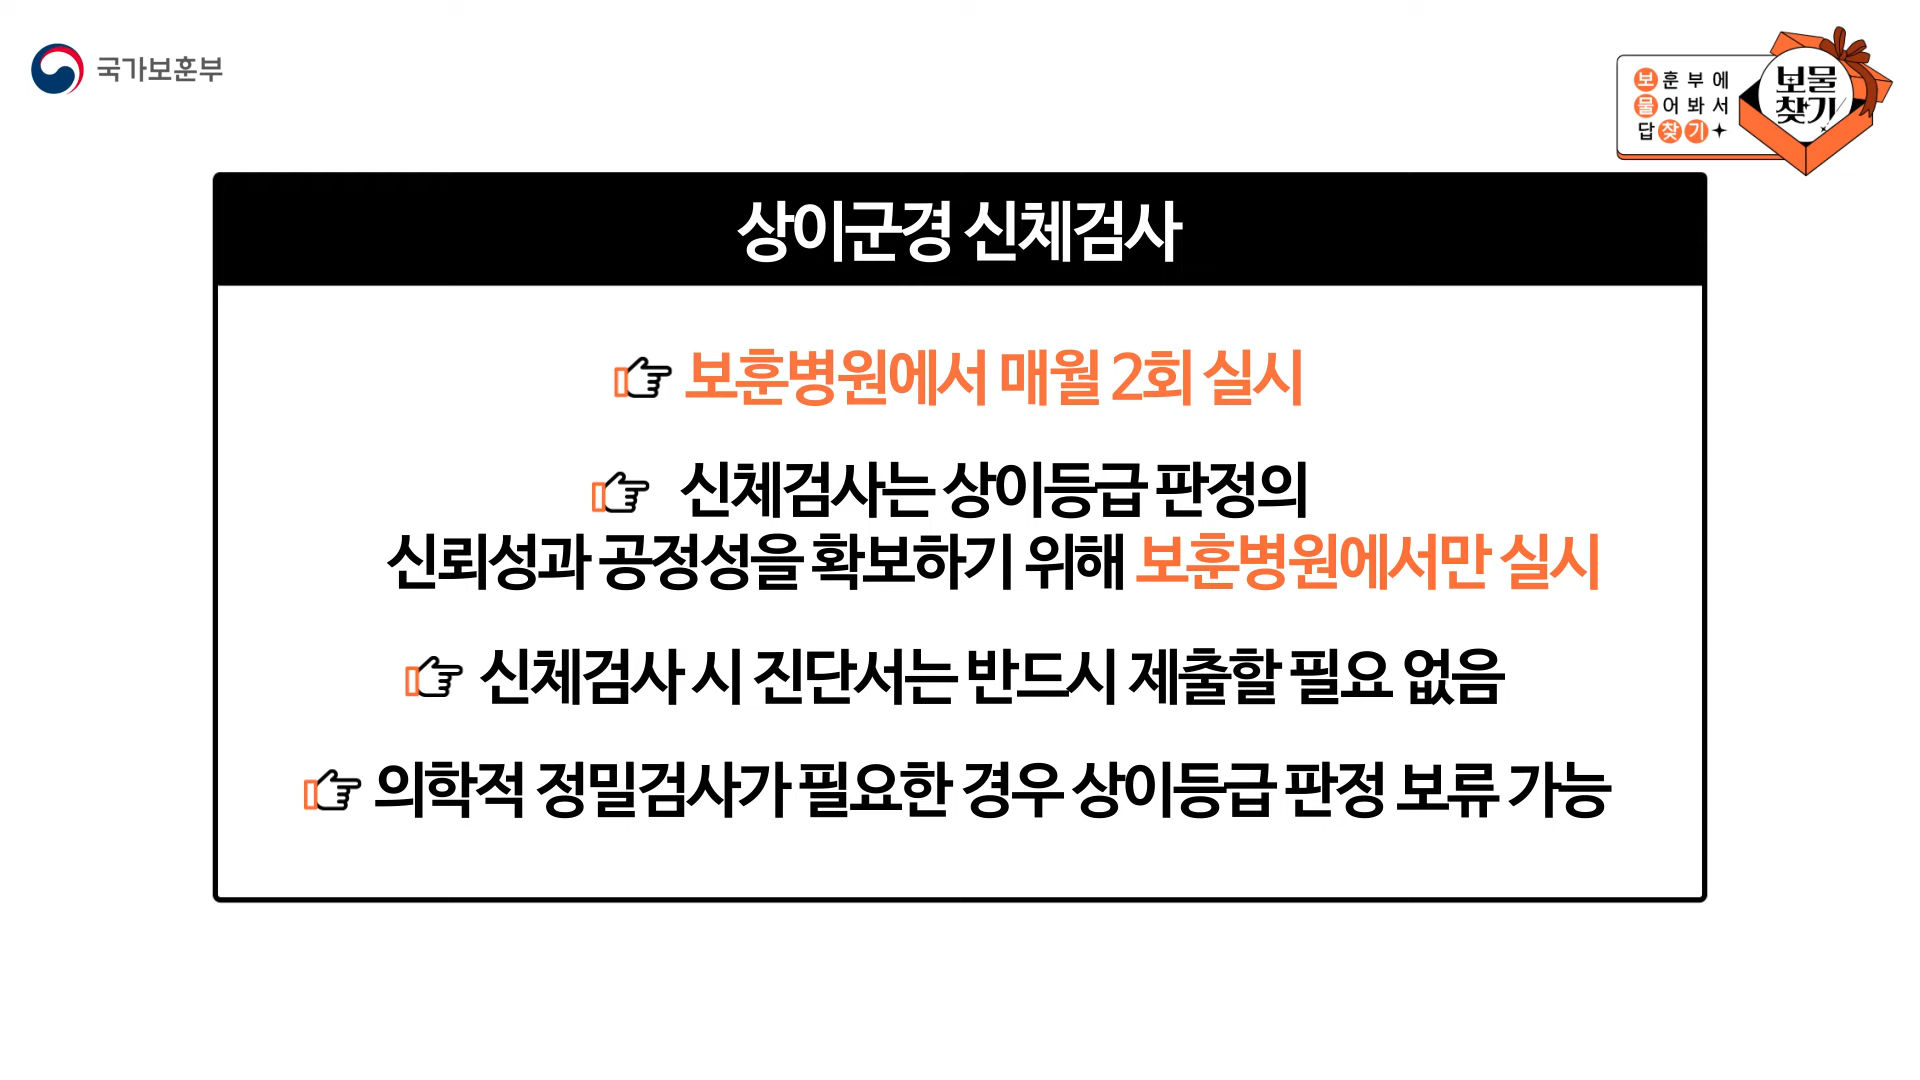 국가보훈부
보훈부에
물어봐서
답찾기
보물
찾기
상이군경 신체검사
보훈병원에서 매월 2회 실시
신체검사는 상이등급 판정의
신뢰성과 공정성을 확보하기 위해 보훈병원에서만 실시
신체검사 시 진단서는 반드시 제출할 필요 없음
의학적 정밀검사가 필요한 경우 상이등급 판정 보류 가능